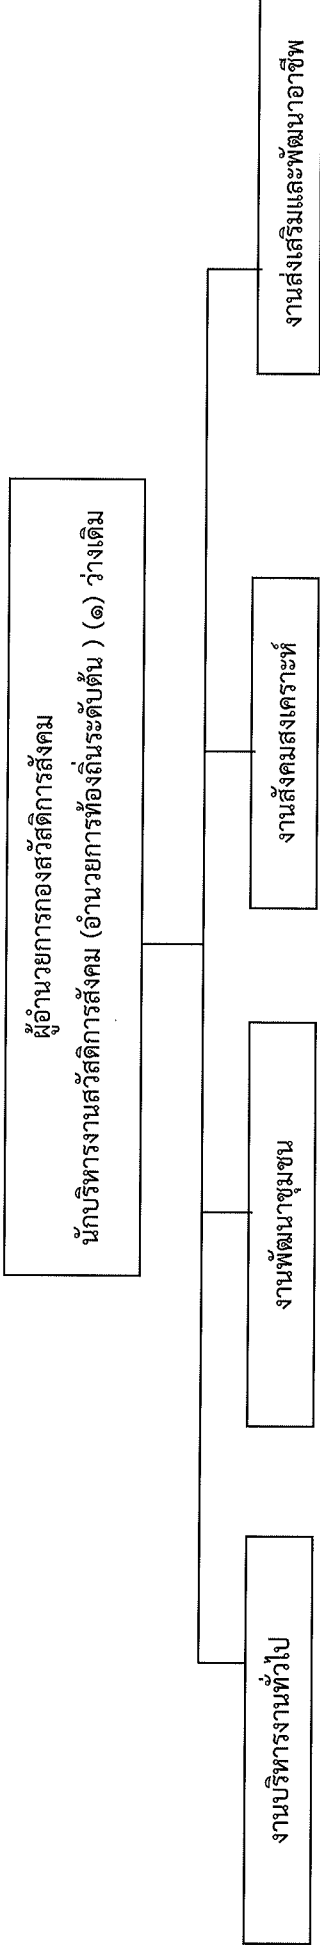 ผู้อำนวยการกองสวัสดิการสังคม
นักบริหารงานสวัสดิการสังคม (อำนวยการท้องถิ่นระดับต้น ) (๑) ว่างเดิม
งานบริหารงานทั่วไป
งานพัฒนาชุมชน
งานสังคมสงเคราะห์
งานส่งเสริมและพัฒนาอาชีพ